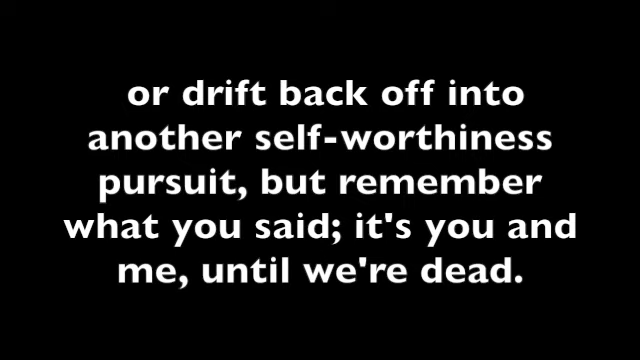 or drift back off into
another self-worthiness
pursuit, but remember
what you said; it's you and
me, until we're dead.